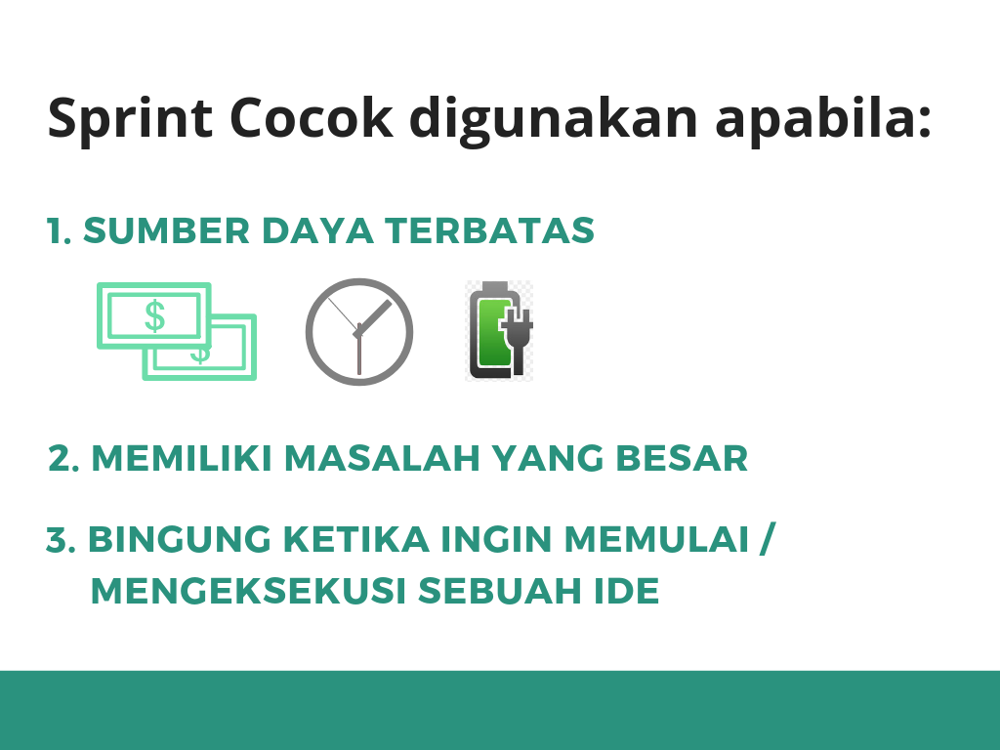 Sprint Cocok digunakan apabila:
1. SUMBER DAYA TERBATAS
$
$
2. MEMILIKI MASALAH YANG BESAR
3. BINGUNG KETIKA INGIN MEMULAI /
MENGEKSEKUSI SEBUAH IDE